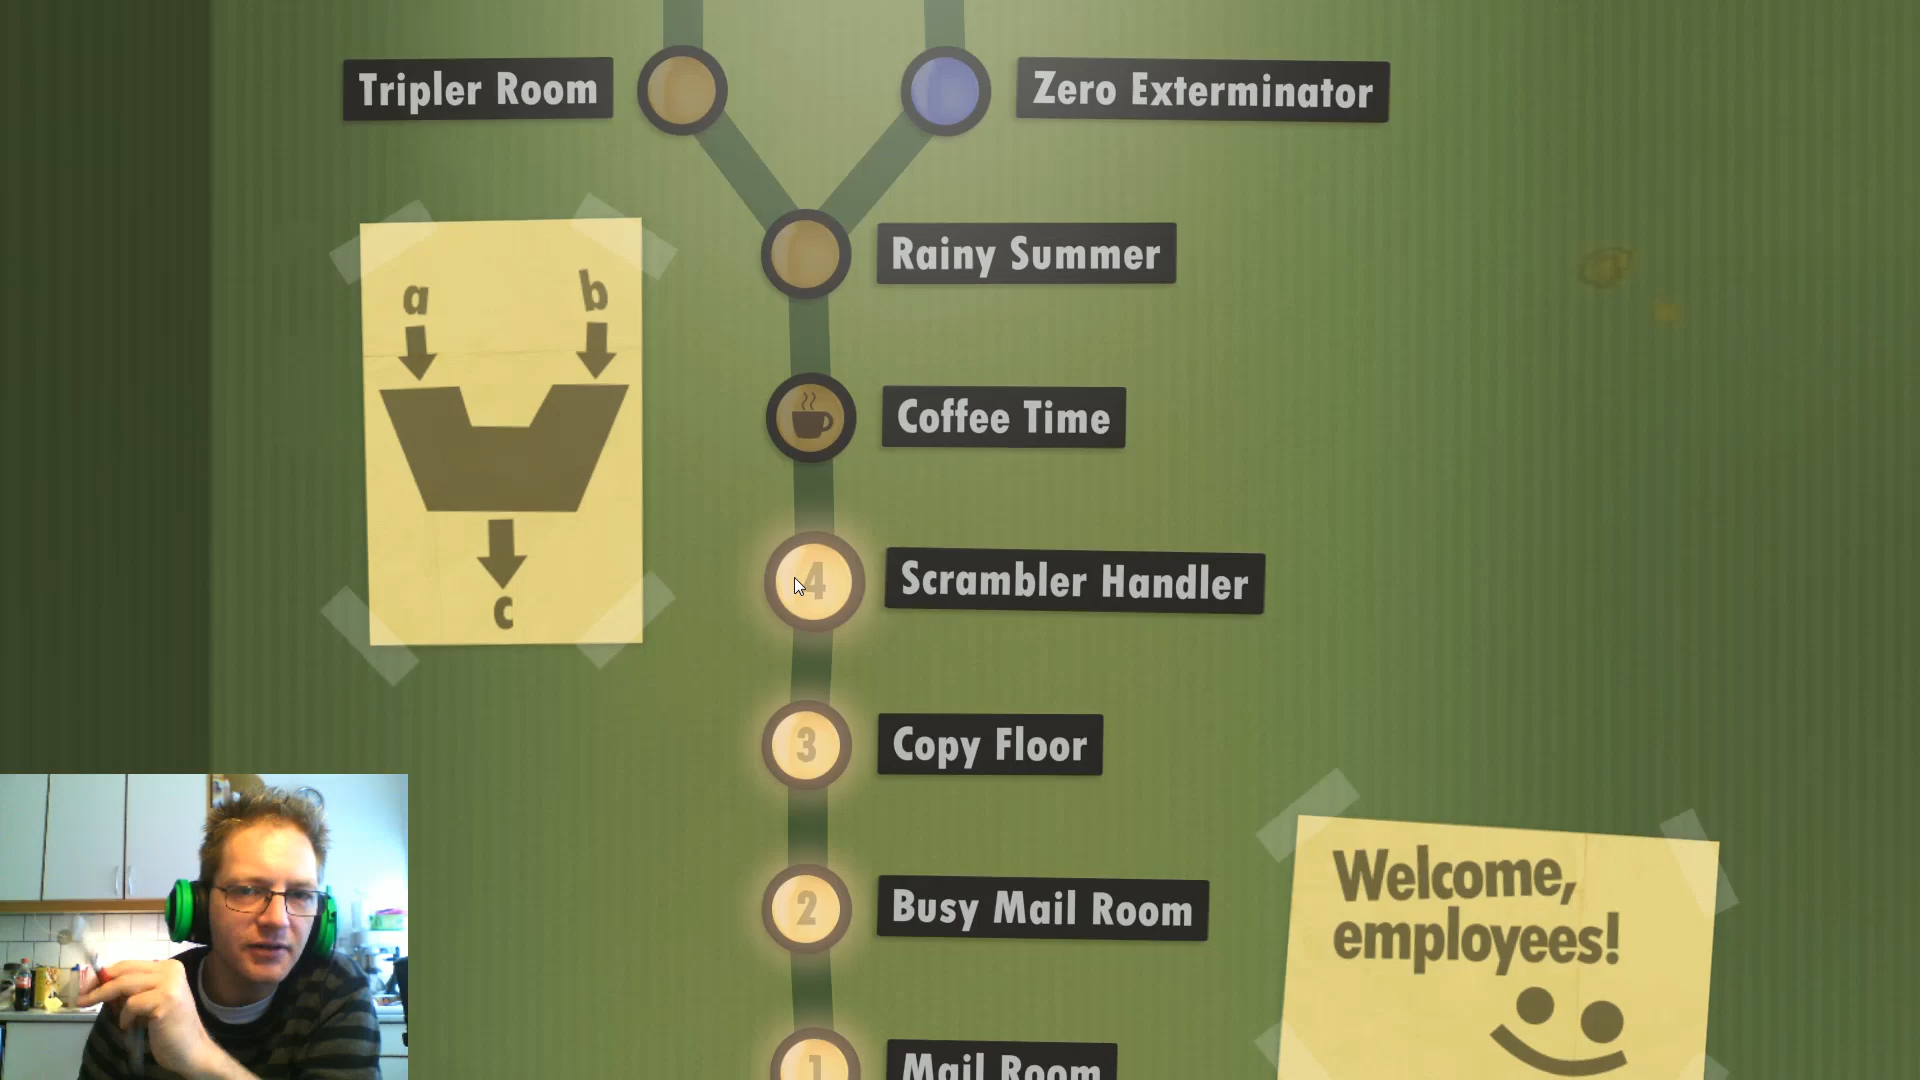 Tripler Room
Zero Exterminator
Rainy Summer
a
b
c
Coffee Time
4
Scrambler Handler
3
Copy Floor
2
Busy Mail Room
1
Mail Room
Welcome,
employees!